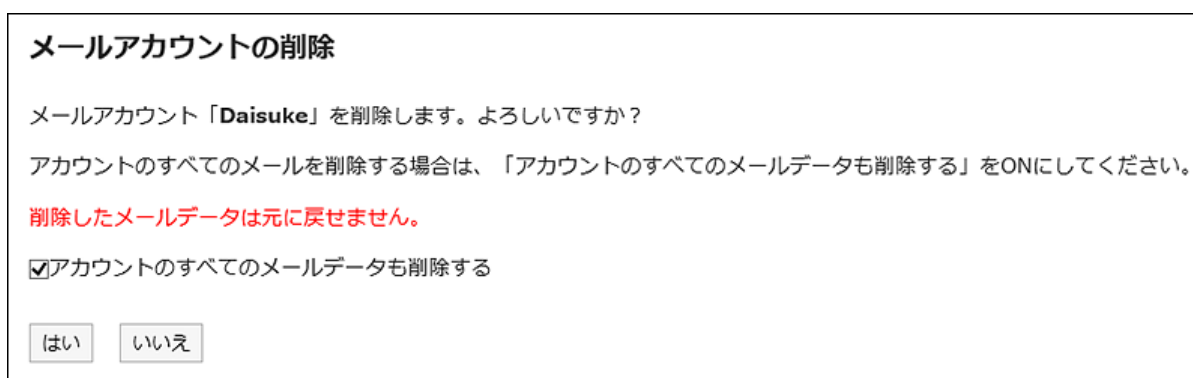 メールアカウントの削除
メールアカウント「Daisuke」を削除します。よろしいですか？
アカウントのすべてのメールを削除する場合は、「アカウントのすべてのメールデータも削除する」をONにしてください。
削除したメールデータは元に戻せません。
アカウントのすべてのメールデータも削除する
はい いいえ